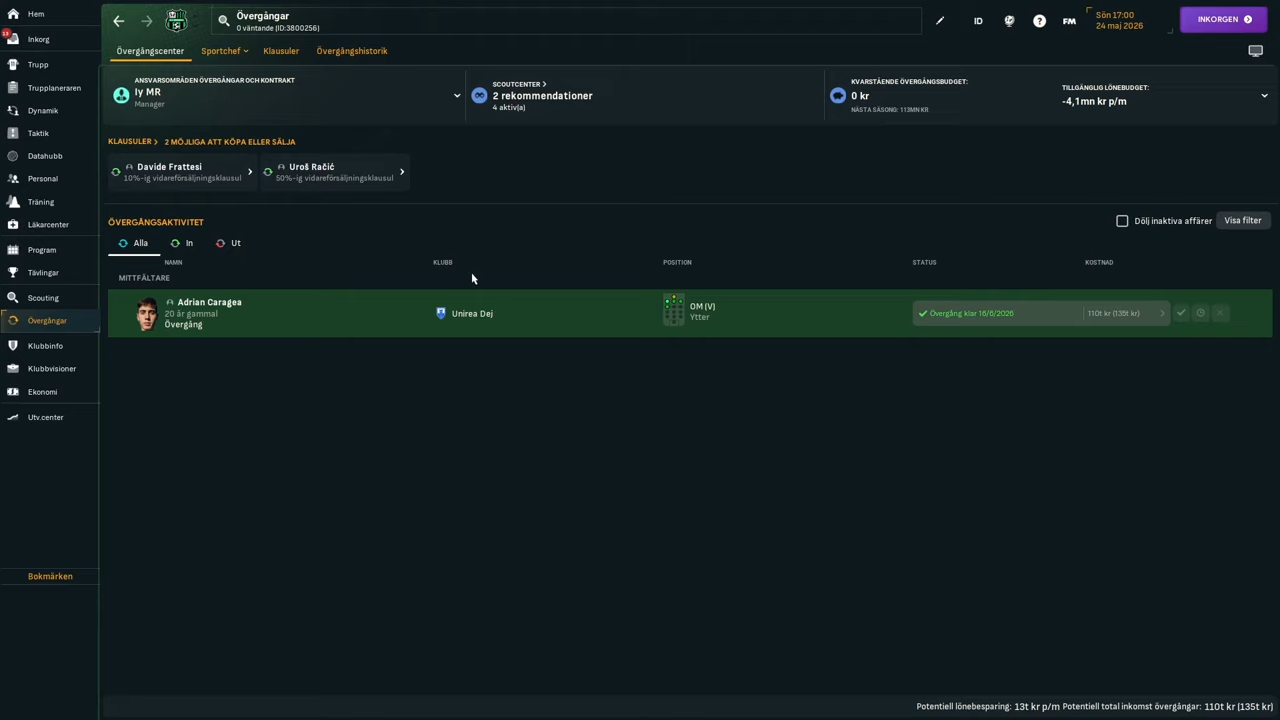 Hem
12
Inkorg
Trupp
Trupplaneraren
Dynamik
Taktik
Datahubb
Personal
Träning
Läkarcenter
Program
Tävlingar
Scouting
Övergångar
Klubbinfo
Klubbvisioner
Ekonomi
Utv.center
Bokmärken
Övergångar
0 väntande (ID:3800256)
ID
?
FM
Sön 17:00
24 maj 2026
INKORGEN
Övergångscenter
Sportchef
Klausuler
Övergångshistorik
ANSVARSOMRÅDEN ÖVERGÅNGAR OCH KONTRAKT
Iy MR
Manager
SCOUTCENTER >
2 rekommendationer
4 aktiv(a)
KVARSTÅENDE ÖVERGÅNGSBUDGET:
0 kr
NÄSTA SÄSONG: 113MN KR
TILLGÄNGLIG LÖNEBUDGET:
-4,1mn kr p/m
KLAUSULER > 2 MÖJLIGA ATT KÖPA ELLER SÄLJA
Davide Frattesi
10%-ig vidareförsäljningsklausul
Uroš Račić
50%-ig vidareförsäljningsklausul
ÖVERGÅNGSAKTIVITET
Dölj inaktiva affärer
Visa filter
Alla
In
Ut
NAMN KLUBB POSITION STATUS KOSTNAD
MITTFÄLTARE
Adrian Caragea
20 år gammal
Övergång
Unirea Dej
OM (V)
Ytter
Övergång klar 16/6/2026
110t kr (135t kr)
Potentiell lönebesparing: 13t kr p/m Potentiell total inkomst övergångar: 110t kr (135t kr)